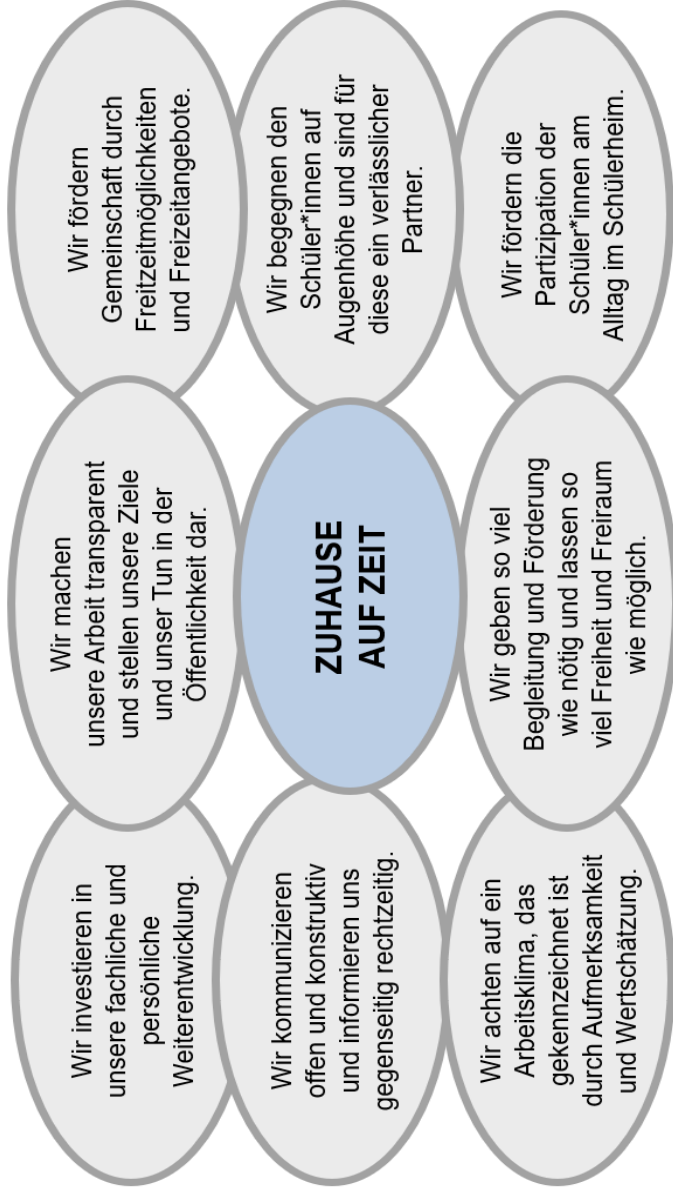 Wir investieren in
unsere fachliche und
persönliche
Weiterentwicklung.
Wir machen
unsere Arbeit transparent
und stellen unsere Ziele
und unser Tun in der
Öffentlichkeit dar.
Wir fördern
Gemeinschaft durch
Freitzeitmöglichkeiten
und Freizeitangebote.
Wir kommunizieren
offen und konstruktiv
und informieren uns
gegenseitig rechtzeitig.
ZUHAUSE
AUF ZEIT
Wir begegnen den
Schüler*innen auf
Augenhöhe und sind für
diese ein verlässlicher
Partner.
Wir achten auf ein
Arbeitsklima, das
gekennzeichnet ist
durch Aufmerksamkeit
und Wertschätzung.
Wir geben so viel
Begleitung und Förderung
wie nötig und lassen so
viel Freiheit und Freiraum
wie möglich.
Wir fördern die
Partizipation der
Schüler*innen am
Alltag im Schülerheim.